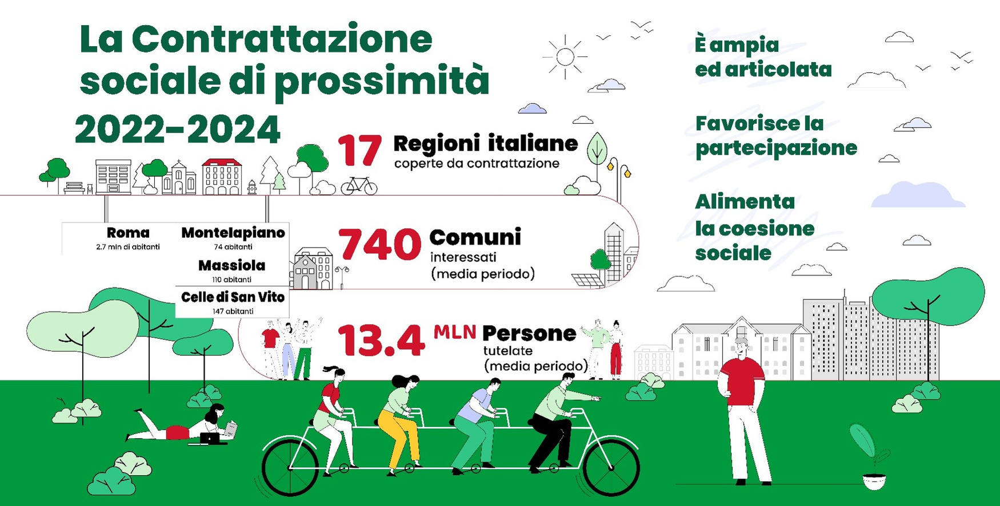 La Contrattazione
sociale di prossimità
2022-2024
17 Regioni italiane
coperte da contrattazione
Roma
2.7 mln di abitanti
Montelapiano
74 abitanti
Massiola
110 abitanti
Celle di San Vito
147 abitanti
740 Comuni
interessati
(media periodo)
13.4 MLN Persone
tutelate
(media periodo)
È ampia
ed articolata
Favorisce la
partecipazione
Alimenta
la coesione
sociale